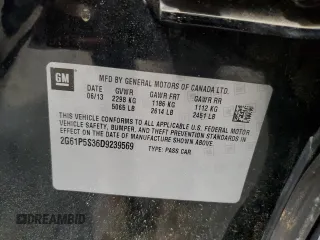 GM
MFD BY GENERAL MOTORS OF CANADA LTD.
DATE GVWR GAWR FRT GAWR RR
06/13 2298 KG 1186 KG 1112 KG
5065 LB 2614 LB 2451 LB
THIS VEHICLE CONFORMS TO ALL APPLICABLE U.S. FEDERAL MOTOR VEHICLE
SAFETY, BUMPER, AND THEFT PREVENTION STANDARDS IN EFFECT ON THE
DATE OF MANUFACTURE SHOWN ABOVE.
2G61P5S36D9239569 TYPE: PASS CAR
DREAMBID